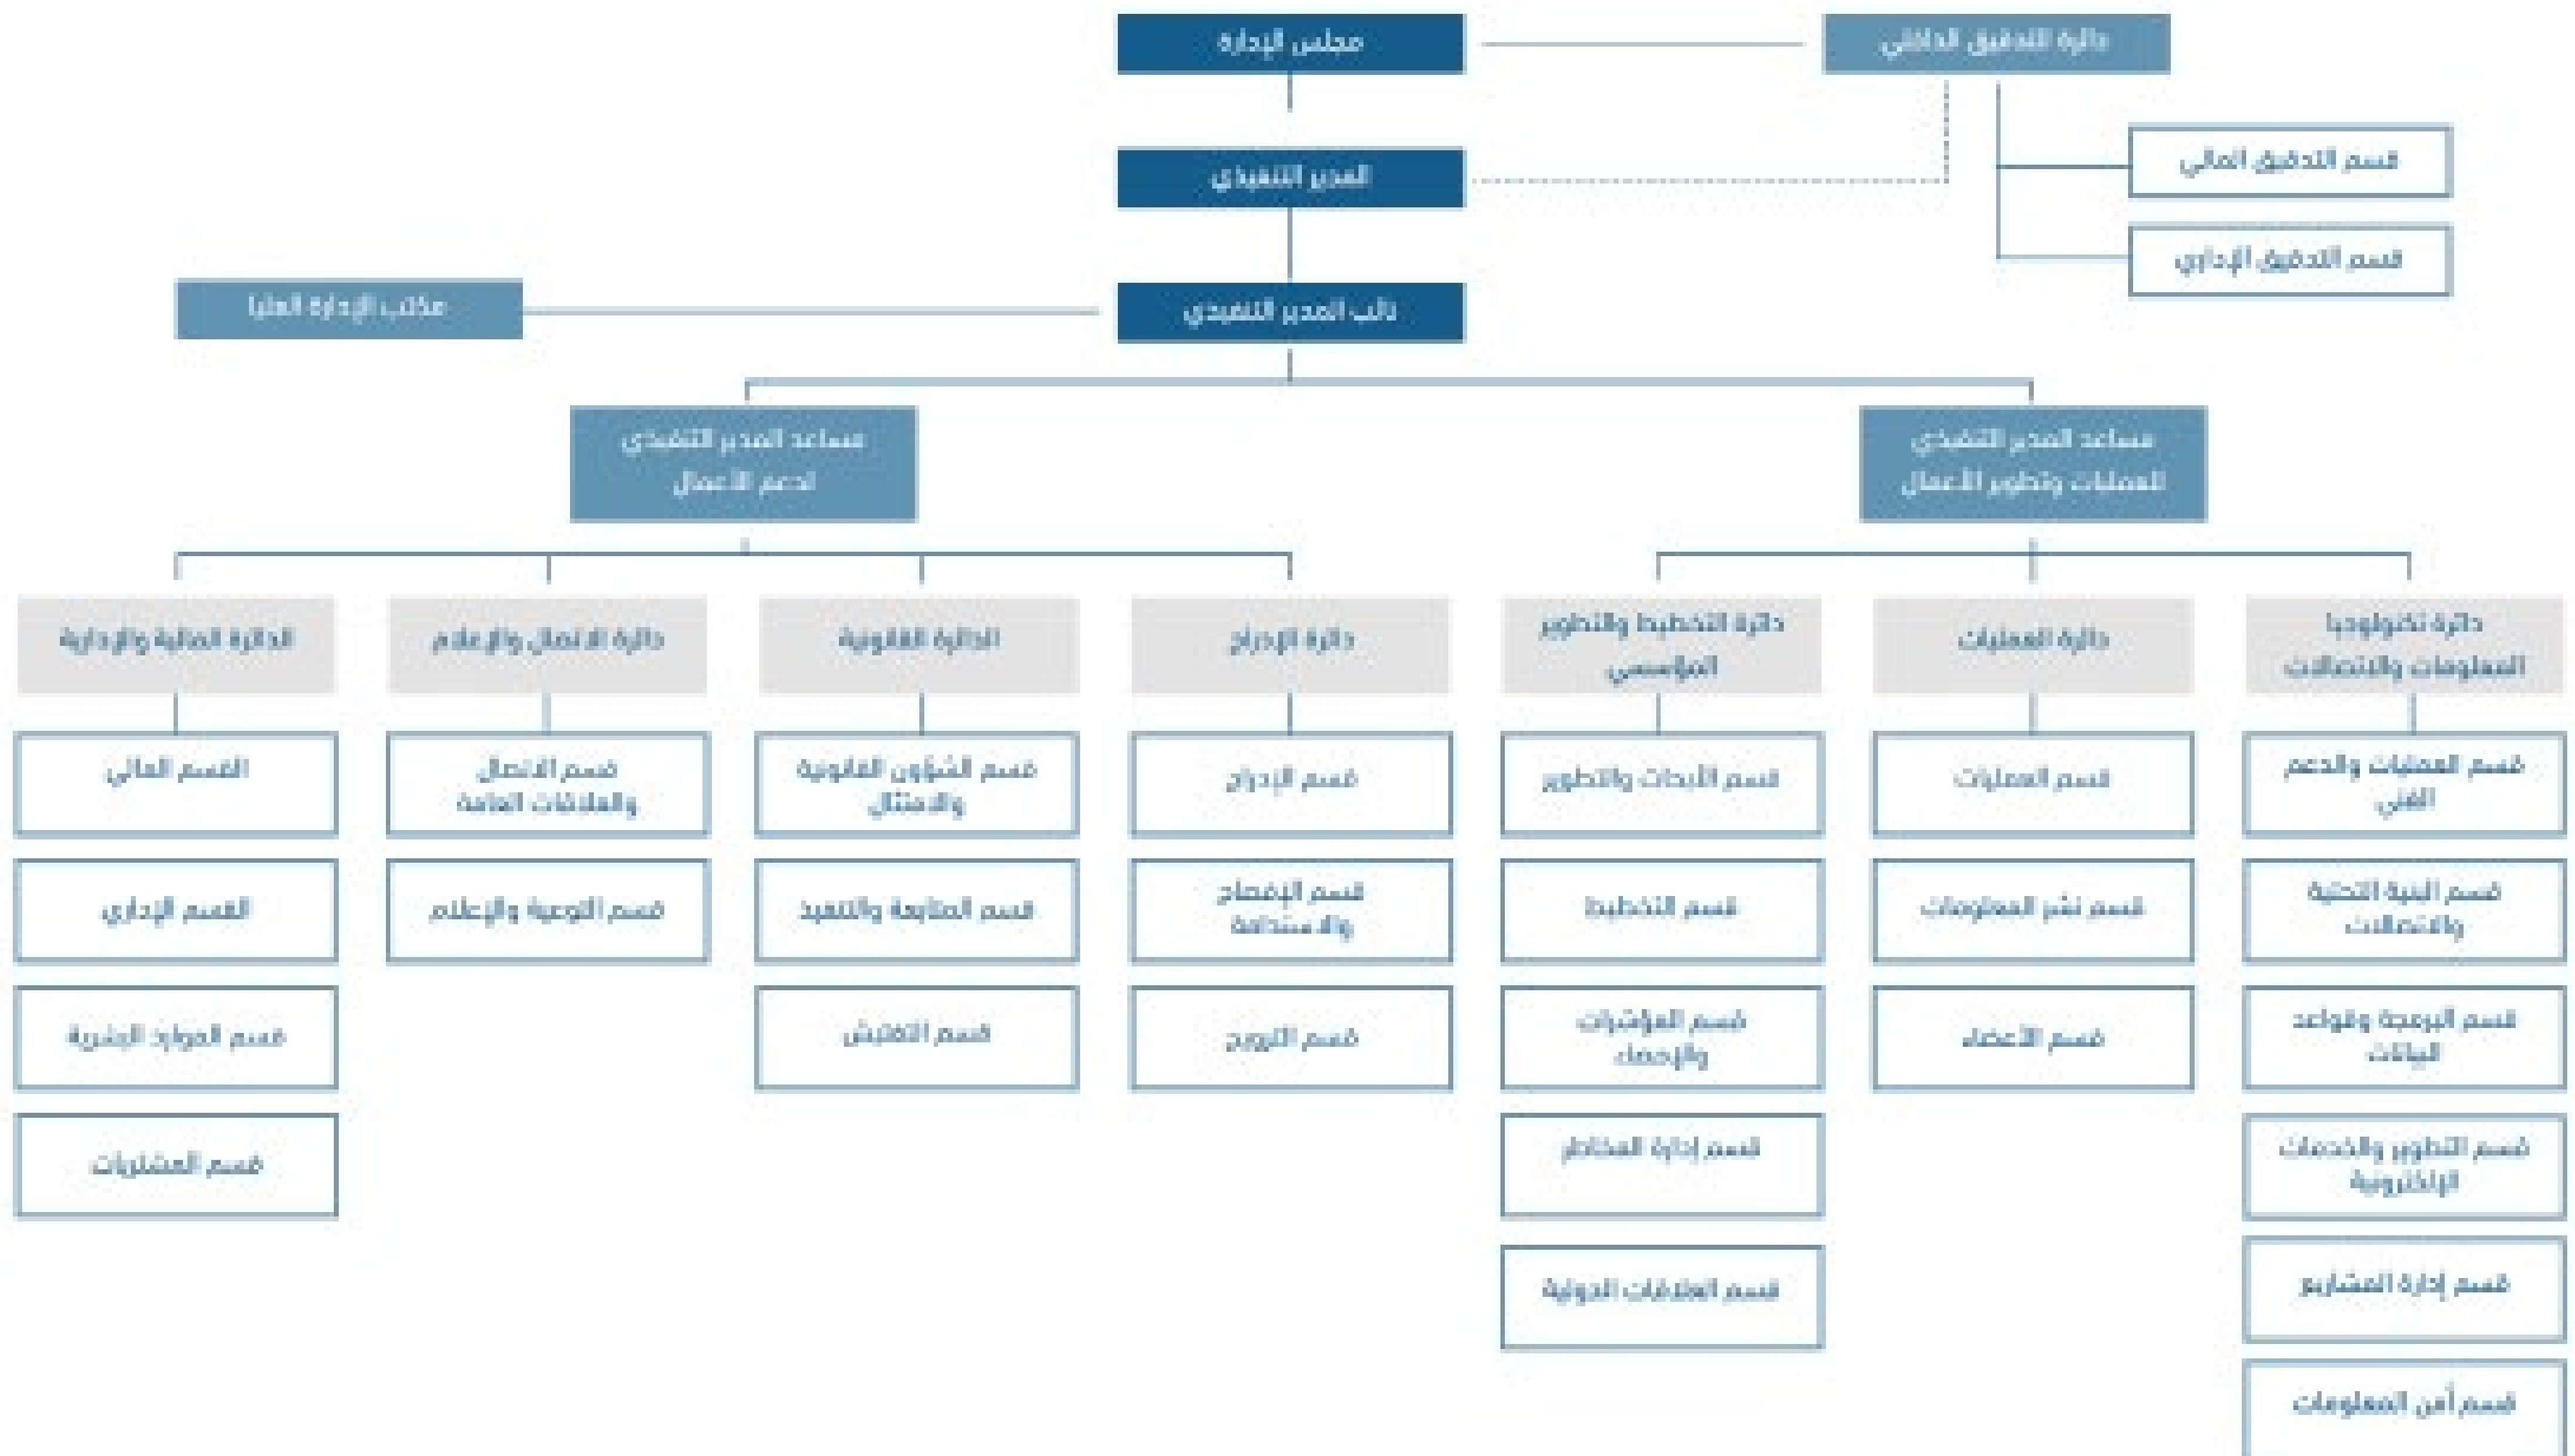 مجلس الإدارة
دائرة التدقيق الداخلي
قسم التدقيق المالي
قسم التدقيق الإداري
المدير التنفيذي
نائب المدير التنفيذي
مكتب الإدارة العليا
مساعد المدير التنفيذي
للعمليات وتطوير الأعمال
مساعد المدير التنفيذي
لدعم الأعمال
دائرة تكنولوجيا
المعلومات والاتصالات
قسم العمليات والدعم
الفني
قسم البنية التحتية
والاتصالات
قسم البرمجة وقواعد
البيانات
قسم التطوير والخدمات
الإلكترونية
قسم إدارة المشاريع
قسم أمن المعلومات
دائرة العمليات
قسم العمليات
قسم نشر المعلومات
قسم الأعضاء
دائرة التخطيط والتطوير
المؤسسي
قسم الأبحاث والتطوير
قسم التخطيط
قسم المؤشرات
والإحصاء
قسم إدارة المخاطر
قسم العلاقات الدولية
دائرة الإدراج
قسم الإدراج
قسم الإفصاح
والاستدامة
قسم الترويج
الدائرة القانونية
قسم الشؤون القانونية
والامتثال
قسم المتابعة والتنفيذ
قسم التفتيش
دائرة الاتصال والإعلام
قسم الاتصال
والعلاقات العامة
قسم التوعية والإعلام
الدائرة المالية والإدارية
القسم المالي
القسم الإداري
قسم الموارد البشرية
قسم المشتريات